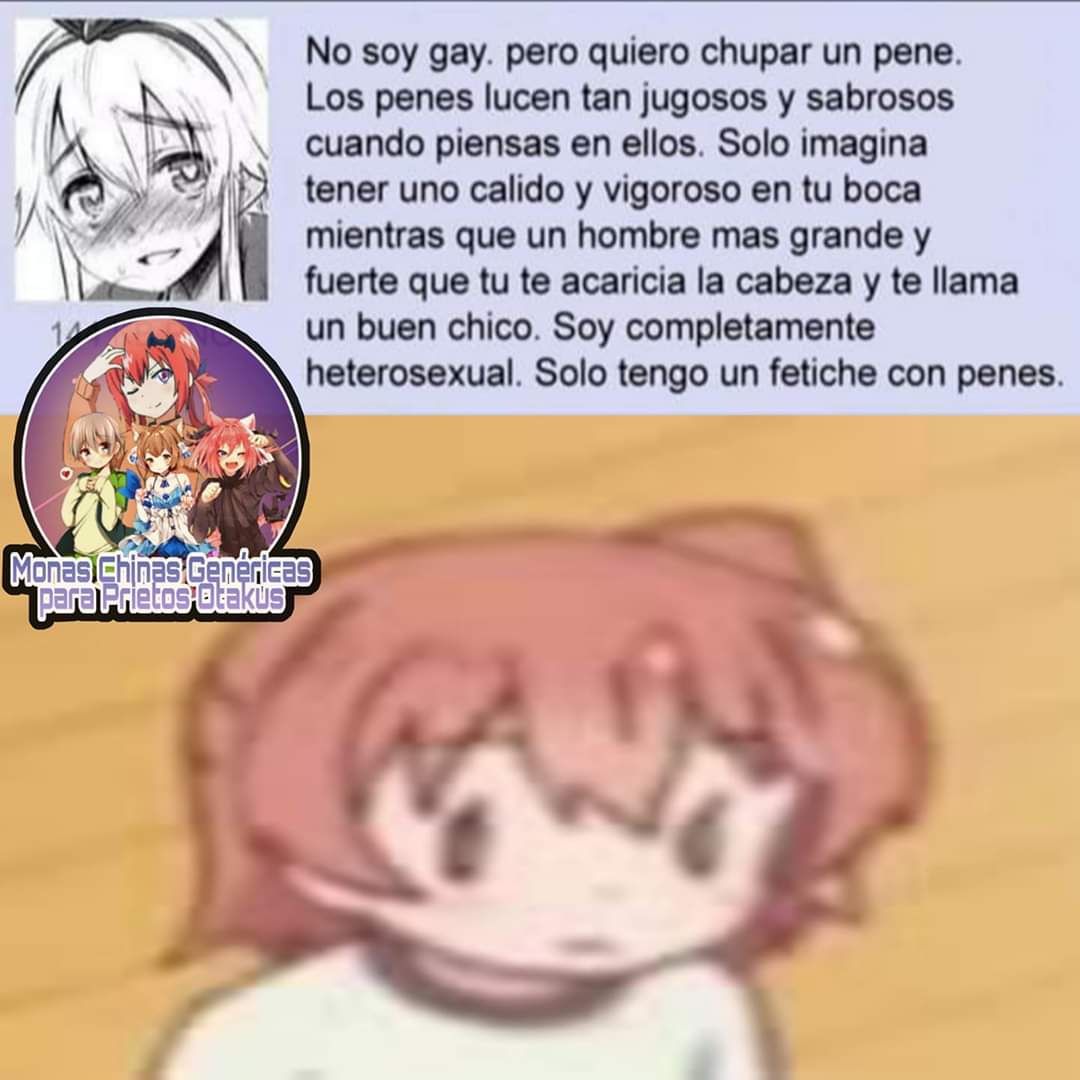 No soy gay. pero quiero chupar un pene.
Los penes lucen tan jugosos y sabrosos
cuando piensas en ellos. Solo imagina
tener uno calido y vigoroso en tu boca
mientras que un hombre mas grande y
fuerte que tu te acaricia la cabeza y te llama
un buen chico. Soy completamente
heterosexual. Solo tengo un fetiche con penes.
14
Monas Chinas Genéricas
para Prietos Otakus